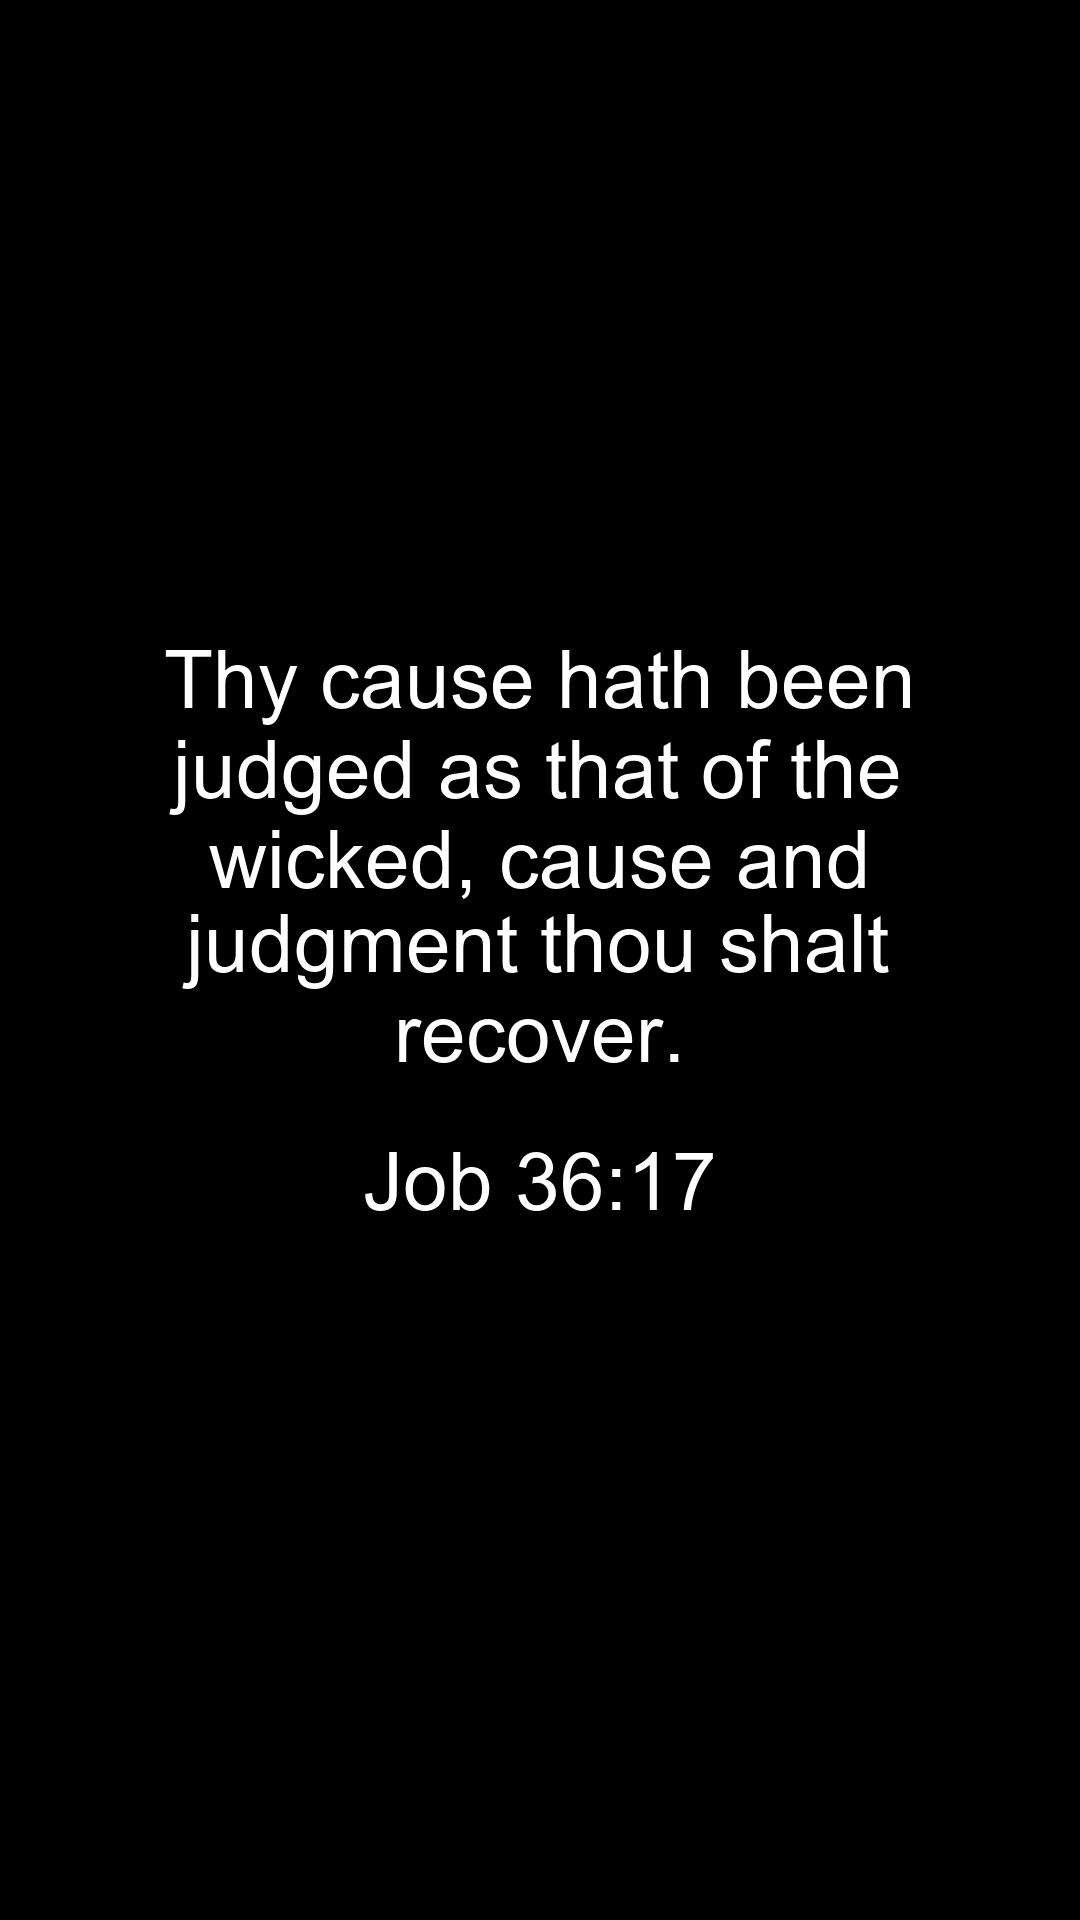 Thy cause hath been
judged as that of the
wicked, cause and
judgment thou shalt
recover.
Job 36:17